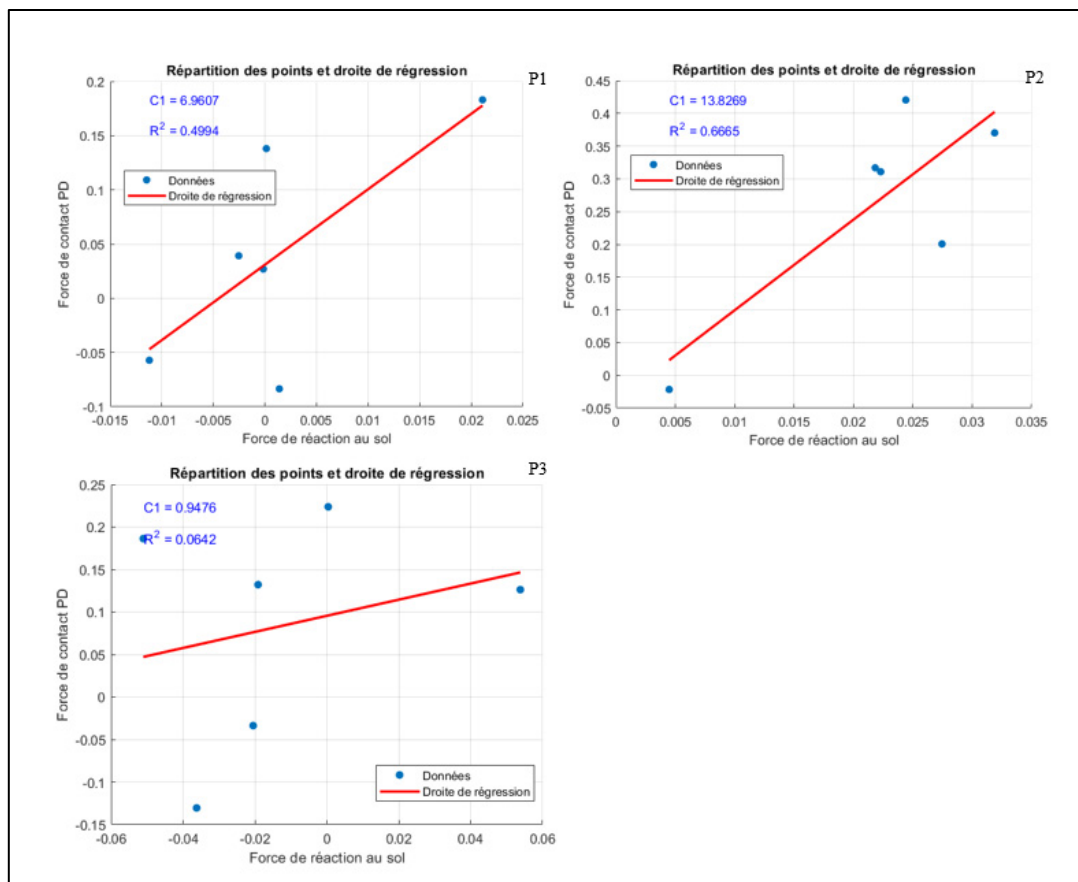 Répartition des points et droite de régression
P1
C1 = 6.9607
R² = 0.4994
Données
Droite de régression
Force de contact PD
0.2
0.15
0.1
0.05
0
-0.05
-0.1
-0.015 -0.01 -0.005 0 0.005 0.01 0.015 0.02 0.025
Force de réaction au sol
Répartition des points et droite de régression
P2
C1 = 13.8269
R² = 0.6665
Données
Droite de régression
Force de contact PD
0.45
0.4
0.35
0.3
0.25
0.2
0.15
0.1
0.05
0
-0.05
0 0.005 0.01 0.015 0.02 0.025 0.03 0.035
Force de réaction au sol
Répartition des points et droite de régression
P3
C1 = 0.9476
R² = 0.0642
Données
Droite de régression
Force de contact PD
0.25
0.2
0.15
0.1
0.05
0
-0.05
-0.1
-0.15
-0.06 -0.04 -0.02 0 0.02 0.04 0.06
Force de réaction au sol